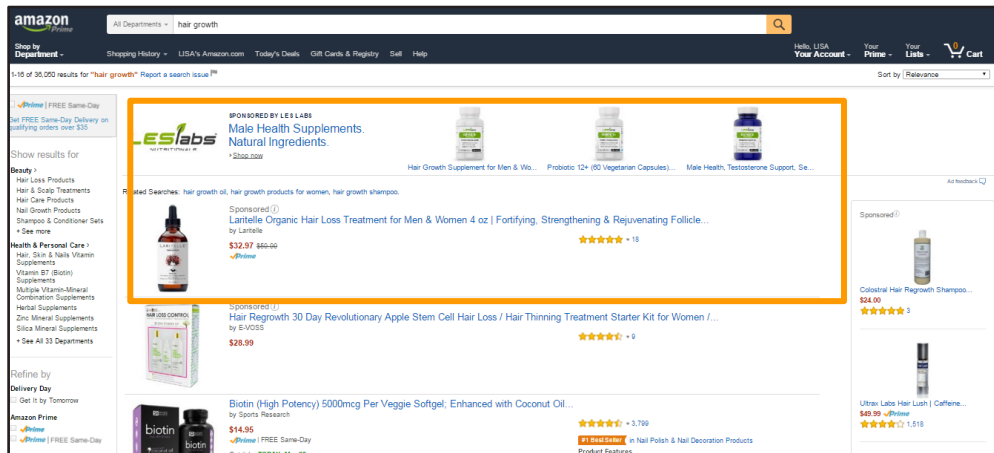 amazon
Prime
All Departments
hair growth
Shop by
Department
Shopping History
LISA's Amazon.com
Today's Deals
Gift Cards & Registry
Sell
Help
Hello, LISA
Your Account
Your
Prime
Your
Lists
0
Cart
1-16 of 36,050 results for "hair growth" Report a search issue
Sort by Relevance
Prime | FREE Same-Day
Get FREE Same-Day Delivery on
qualifying orders over $35
Show results for
Beauty >
Hair Loss Products
Hair & Scalp Treatments
Hair Care Products
Nail Growth Products
Shampoo & Conditioner Sets
+ See more
Health & Personal Care >
Hair, Skin & Nails Vitamin
Supplements
Vitamin B7 (Biotin)
Supplements
Multiple Vitamin-Mineral
Combination Supplements
Herbal Supplements
Zinc Mineral Supplements
Silica Mineral Supplements
+ See All 33 Departments
Refine by
Delivery Day
Get It by Tomorrow
Amazon Prime
Prime
Prime | FREE Same-Day
LES labs
NUTRITIONALS
SPONSORED BY LES LABS
Male Health Supplements.
Natural Ingredients.
› Shop now
Hair Growth Supplement for Men & Wo...
Probiotic 12+ (60 Vegetarian Capsules)...
Male Health, Testosterone Support, Se...
Ad feedback
Related Searches: hair growth oil, hair growth products for women, hair growth shampoo.
LARITELLE
Sponsored
Laritelle Organic Hair Loss Treatment for Men & Women 4 oz | Fortifying, Strengthening & Rejuvenating Follicle...
by Laritelle
$32.97 $59.99
Prime
18
HAIR LOSS CONTROL
Sponsored
Hair Regrowth 30 Day Revolutionary Apple Stem Cell Hair Loss / Hair Thinning Treatment Starter Kit for Women /...
by E-VOSS
$28.99
9
biotin
biotin
Biotin (High Potency) 5000mcg Per Veggie Softgel; Enhanced with Coconut Oil...
by Sports Research
$14.95
Prime | FREE Same-Day
3,799
#1 Best Seller in Nail Polish & Nail Decoration Products
Product Features
Sponsored
Colostral Hair Regrowth Shampoo...
$24.00
3
Ultrax Labs Hair Lush | Caffeine...
$49.99 Prime
1,518